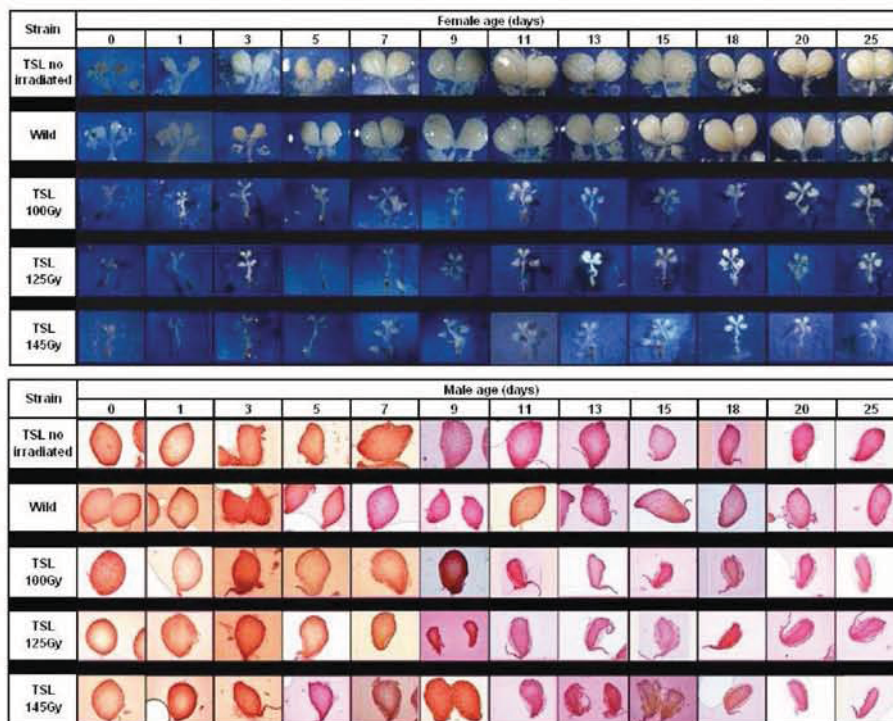 Strain
Female age (days)
0 1 3 5 7 9 11 13 15 18 20 25
TSL no
irradiated
Wild
TSL
100Gy
TSL
125Gy
TSL
145Gy
Strain
Male age (days)
0 1 3 5 7 9 11 13 15 18 20 25
TSL no
irradiated
Wild
TSL
100Gy
TSL
125Gy
TSL
145Gy